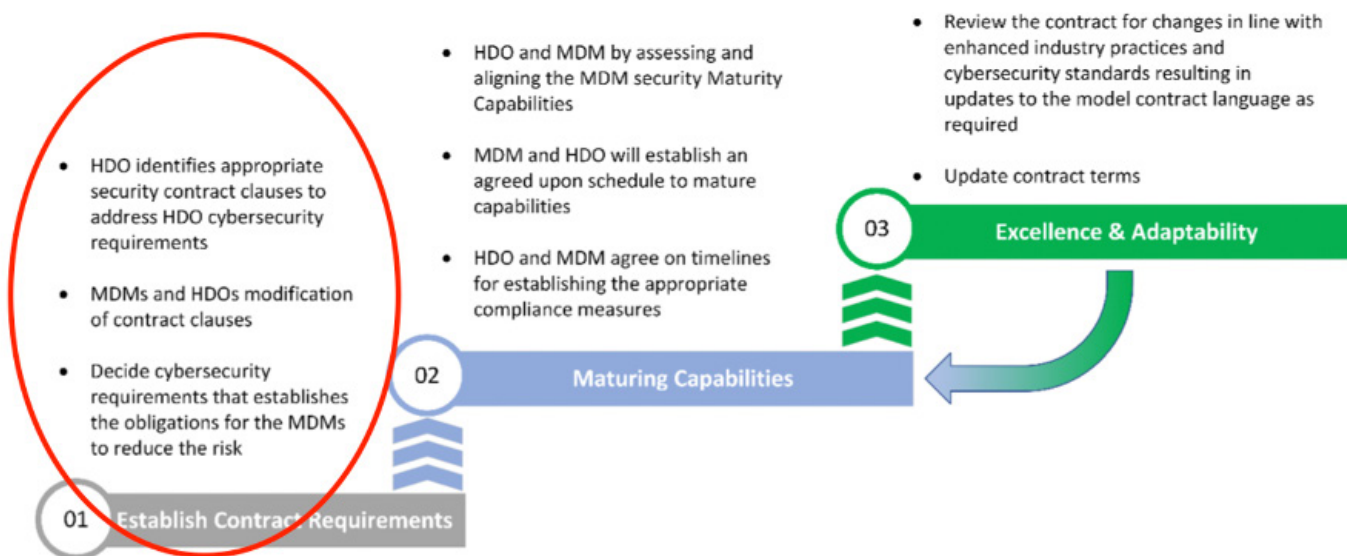 • HDO identifies appropriate
security contract clauses to
address HDO cybersecurity
requirements
• MDMs and HDOs modification
of contract clauses
• Decide cybersecurity
requirements that establishes
the obligations for the MDMs
to reduce the risk
01
Establish Contract Requirements
• HDO and MDM by assessing and
aligning the MDM security Maturity
Capabilities
• MDM and HDO will establish an
agreed upon schedule to mature
capabilities
• HDO and MDM agree on timelines
for establishing the appropriate
compliance measures
02
Maturing Capabilities
• Review the contract for changes in line with
enhanced industry practices and
cybersecurity standards resulting in
updates to the model contract language as
required
• Update contract terms
03
Excellence & Adaptability